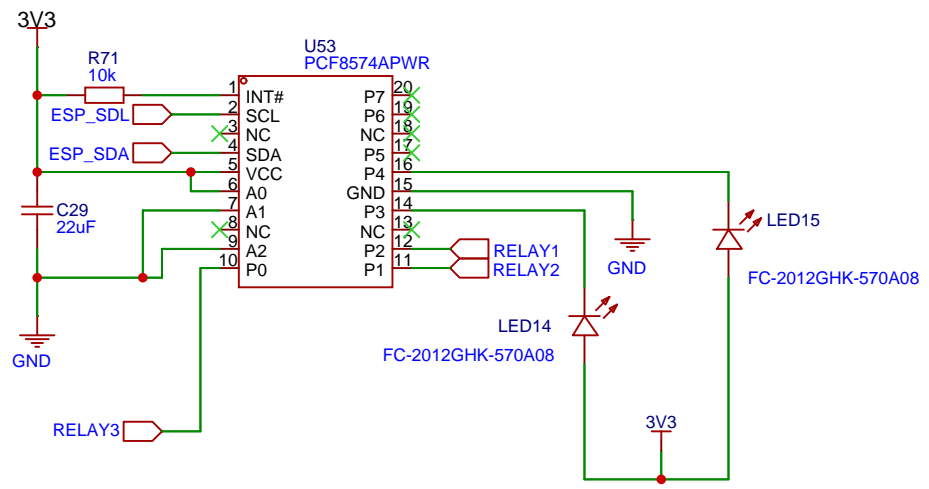 3V3
R71
10k
U53
PCF8574APWR
ESP_SDL
ESP_SDA
1 INT#
2 SCL
3 NC
4 SDA
5 VCC
6 A0
7 A1
8 NC
9 A2
10 P0
20 P7
19 P6
18 NC
17 P5
16 P4
15 GND
14 P3
13 NC
12 P2
11 P1
C29
22uF
GND
RELAY1
RELAY2
GND
LED15
FC-2012GHK-570A08
LED14
FC-2012GHK-570A08
RELAY3
3V3